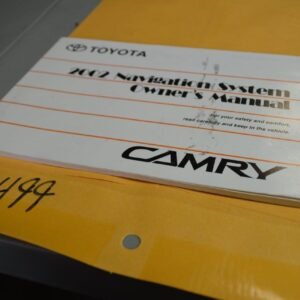 TOYOTA
2002 Navigation System
Owner's Manual
For your safety and comfort,
read carefully and keep in the vehicle.
CAMRY
499